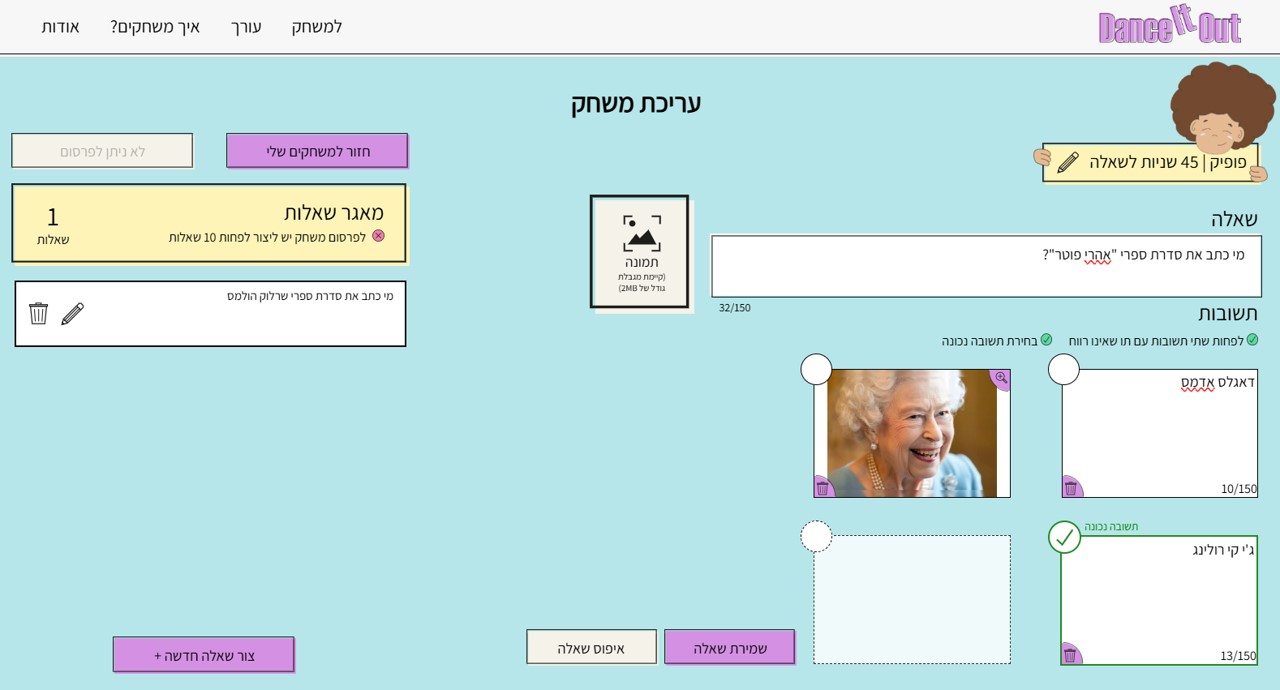 Dance It Out
למשחק
עורך
איך משחקים?
אודות
עריכת משחק
פופיק | 45 שניות לשאלה
חזור למשחקים שלי
לא ניתן לפרסום
שאלה
מי כתב את סדרת ספרי "אהרי פוטר"?
32/150
תמונה
(קיימת מגבלת
גודל של 2MB)
תשובות
לפחות שתי תשובות עם תו שאינו רווח
בחירת תשובה נכונה
דאגלס אדמס
10/150
תשובה נכונה
ג'י קי רולינג
13/150
שמירת שאלה
איפוס שאלה
מאגר שאלות
לפרסום משחק יש ליצור לפחות 10 שאלות
1
שאלות
מי כתב את סדרת ספרי שרלוק הולמס
צור שאלה חדשה +